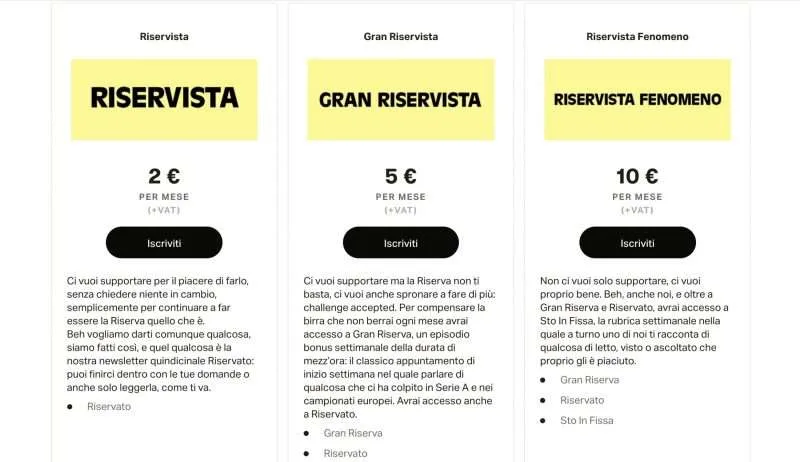 Riservista
RISERVISTA
2 €
PER MESE
(+VAT)
Iscriviti
Ci vuoi supportare per il piacere di farlo,
senza chiedere niente in cambio,
semplicemente per continuare a far
essere la Riserva quello che è.
Beh vogliamo darti comunque qualcosa,
siamo fatti così, e quel qualcosa è la
nostra newsletter quindicinale Riservato:
puoi finirci dentro con le tue domande o
anche solo leggerla, come ti va.
Riservato
Gran Riservista
GRAN RISERVISTA
5 €
PER MESE
(+VAT)
Iscriviti
Ci vuoi supportare ma la Riserva non ti
basta, ci vuoi anche spronare a fare di più:
challenge accepted. Per compensare la
birra che non berrai ogni mese avrai
accesso a Gran Riserva, un episodio
bonus settimanale della durata di
mezz'ora: il classico appuntamento di
inizio settimana nel quale parlare di
qualcosa che ci ha colpito in Serie A e nei
campionati europei. Avrai accesso anche
a Riservato.
Gran Riserva
Riservato
Riservista Fenomeno
RISERVISTA FENOMENO
10 €
PER MESE
(+VAT)
Iscriviti
Non ci vuoi solo supportare, ci vuoi
proprio bene. Beh, anche noi, e oltre a
Gran Riserva e Riservato, avrai accesso a
Sto In Fissa, la rubrica settimanale nella
quale a turno uno di noi ti racconta di
qualcosa di letto, visto o ascoltato che
proprio gli è piaciuto.
Gran Riserva
Riservato
Sto In Fissa